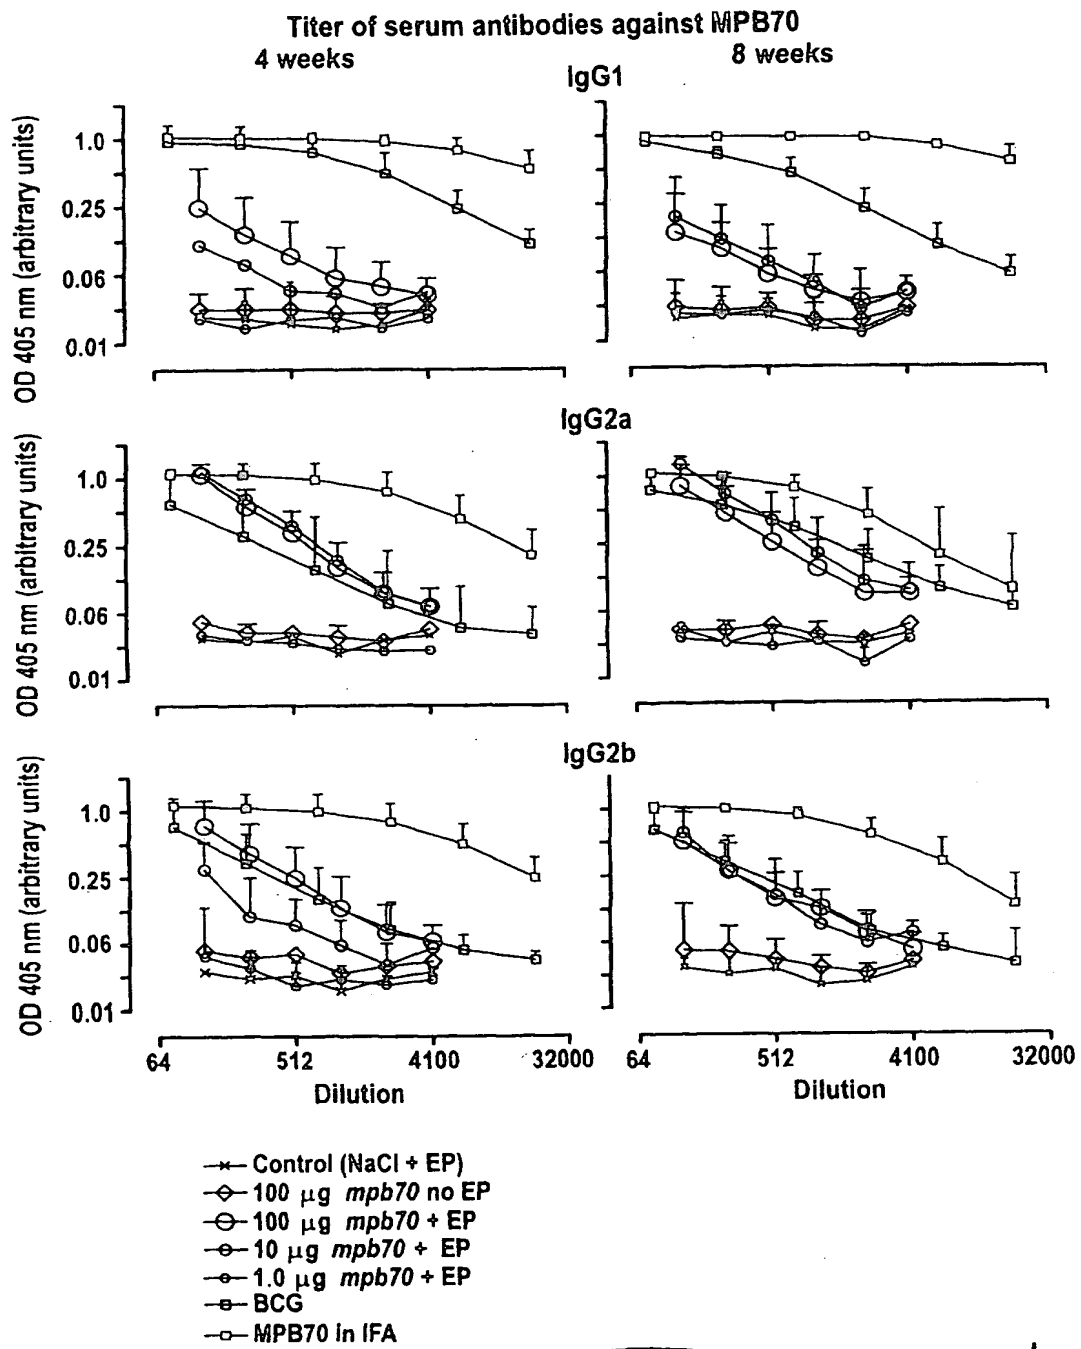 Titer of serum antibodies against MPB70
4 weeks
8 weeks
IgG1
OD 405 nm (arbitrary units)
1.0
0.25
0.06
0.01
IgG2a
OD 405 nm (arbitrary units)
1.0
0.25
0.06
0.01
IgG2b
OD 405 nm (arbitrary units)
1.0
0.25
0.06
0.01
64 512 4100 32000
64 512 4100 32000
Dilution
Dilution
Control (NaCl + EP)
100 µg mpb70 no EP
100 µg mpb70 + EP
10 µg mpb70 + EP
1.0 µg mpb70 + EP
BCG
MPB70 in IFA